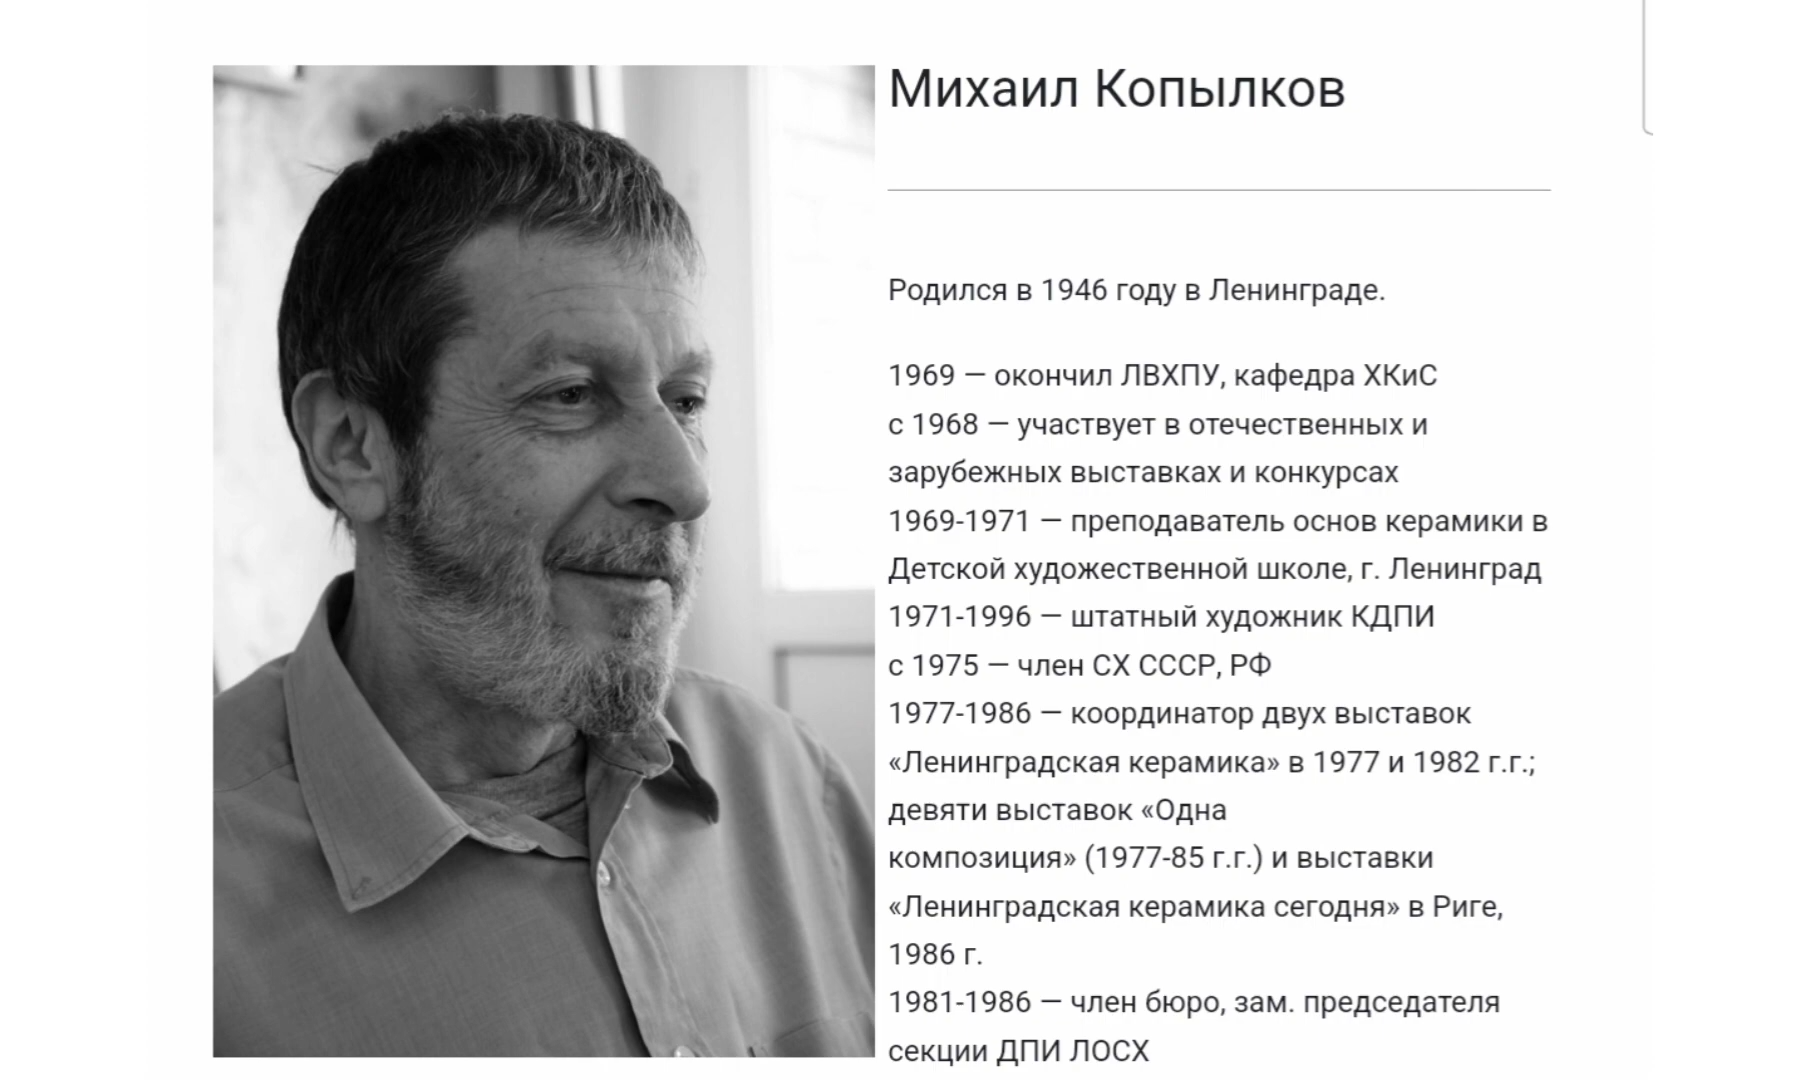 Михаил Копылков
Родился в 1946 году в Ленинграде.
1969 — окончил ЛВХПУ, кафедра ХКиС
с 1968 — участвует в отечественных и
зарубежных выставках и конкурсах
1969-1971 — преподаватель основ керамики в
Детской художественной школе, г. Ленинград
1971-1996 — штатный художник КДПИ
с 1975 — член СХ СССР, РФ
1977-1986 — координатор двух выставок
«Ленинградская керамика» в 1977 и 1982 г.г.;
девяти выставок «Одна
композиция» (1977-85 г.г.) и выставки
«Ленинградская керамика сегодня» в Риге,
1986 г.
1981-1986 — член бюро, зам. председателя
секции ДПИ ЛОСХ